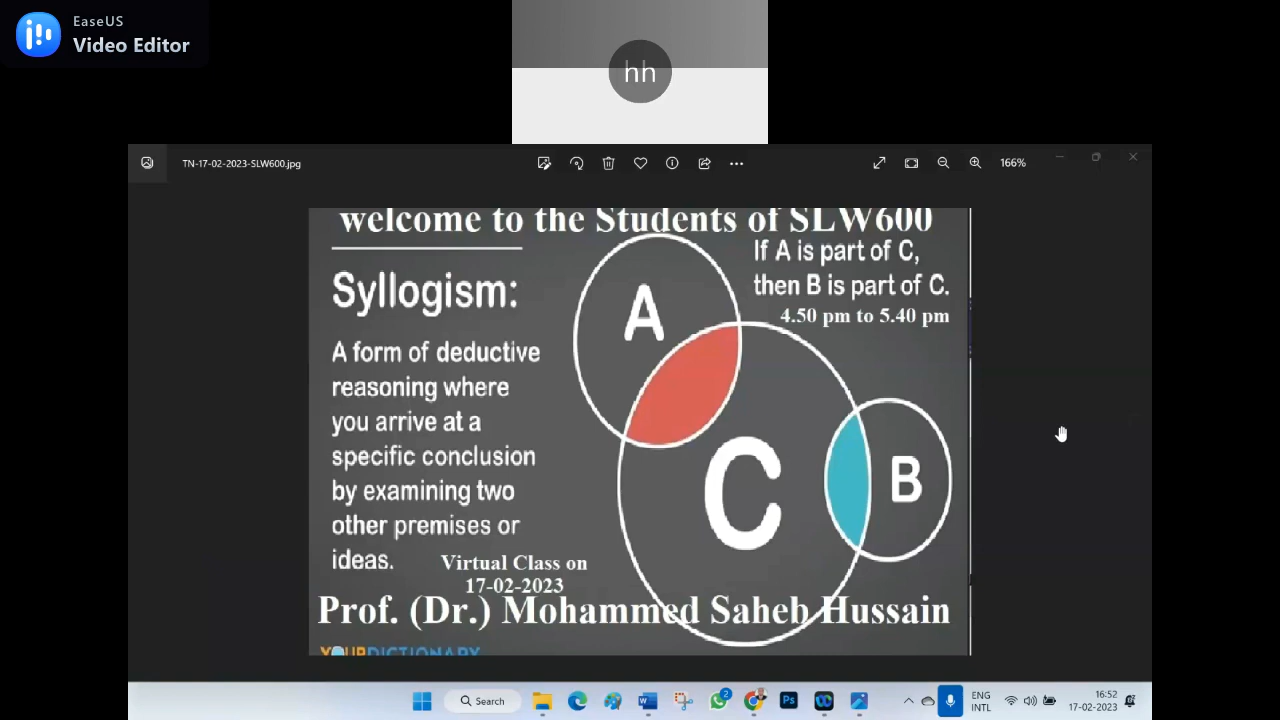 EaseUS
Video Editor
hh
TN-17-02-2023-SLW600.jpg
166%
welcome to the Students of SLW600
If A is part of C,
then B is part of C.
4.50 pm to 5.40 pm
Syllogism:
A form of deductive
reasoning where
you arrive at a
specific conclusion
by examining two
other premises or
ideas.
A
C
B
Virtual Class on
17-02-2023
Prof. (Dr.) Mohammed Saheb Hussain
YOURDICTIONARY
Search
2
Ps
ENG
INTL
16:52
17-02-2023